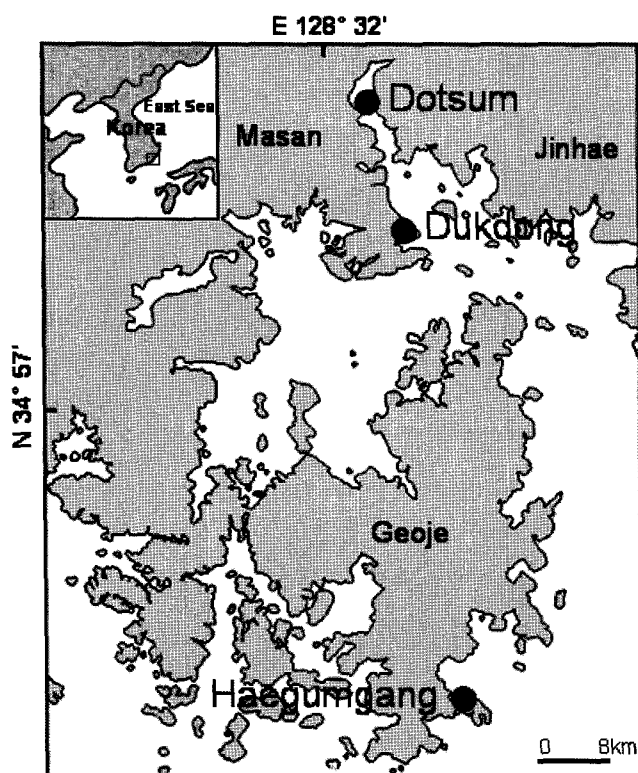 E 128° 32'
East Sea
Korea
Dotsum
Masan
Jinhae
Dukdong
N 34° 57'
Geoje
Haegumgang
0 8km